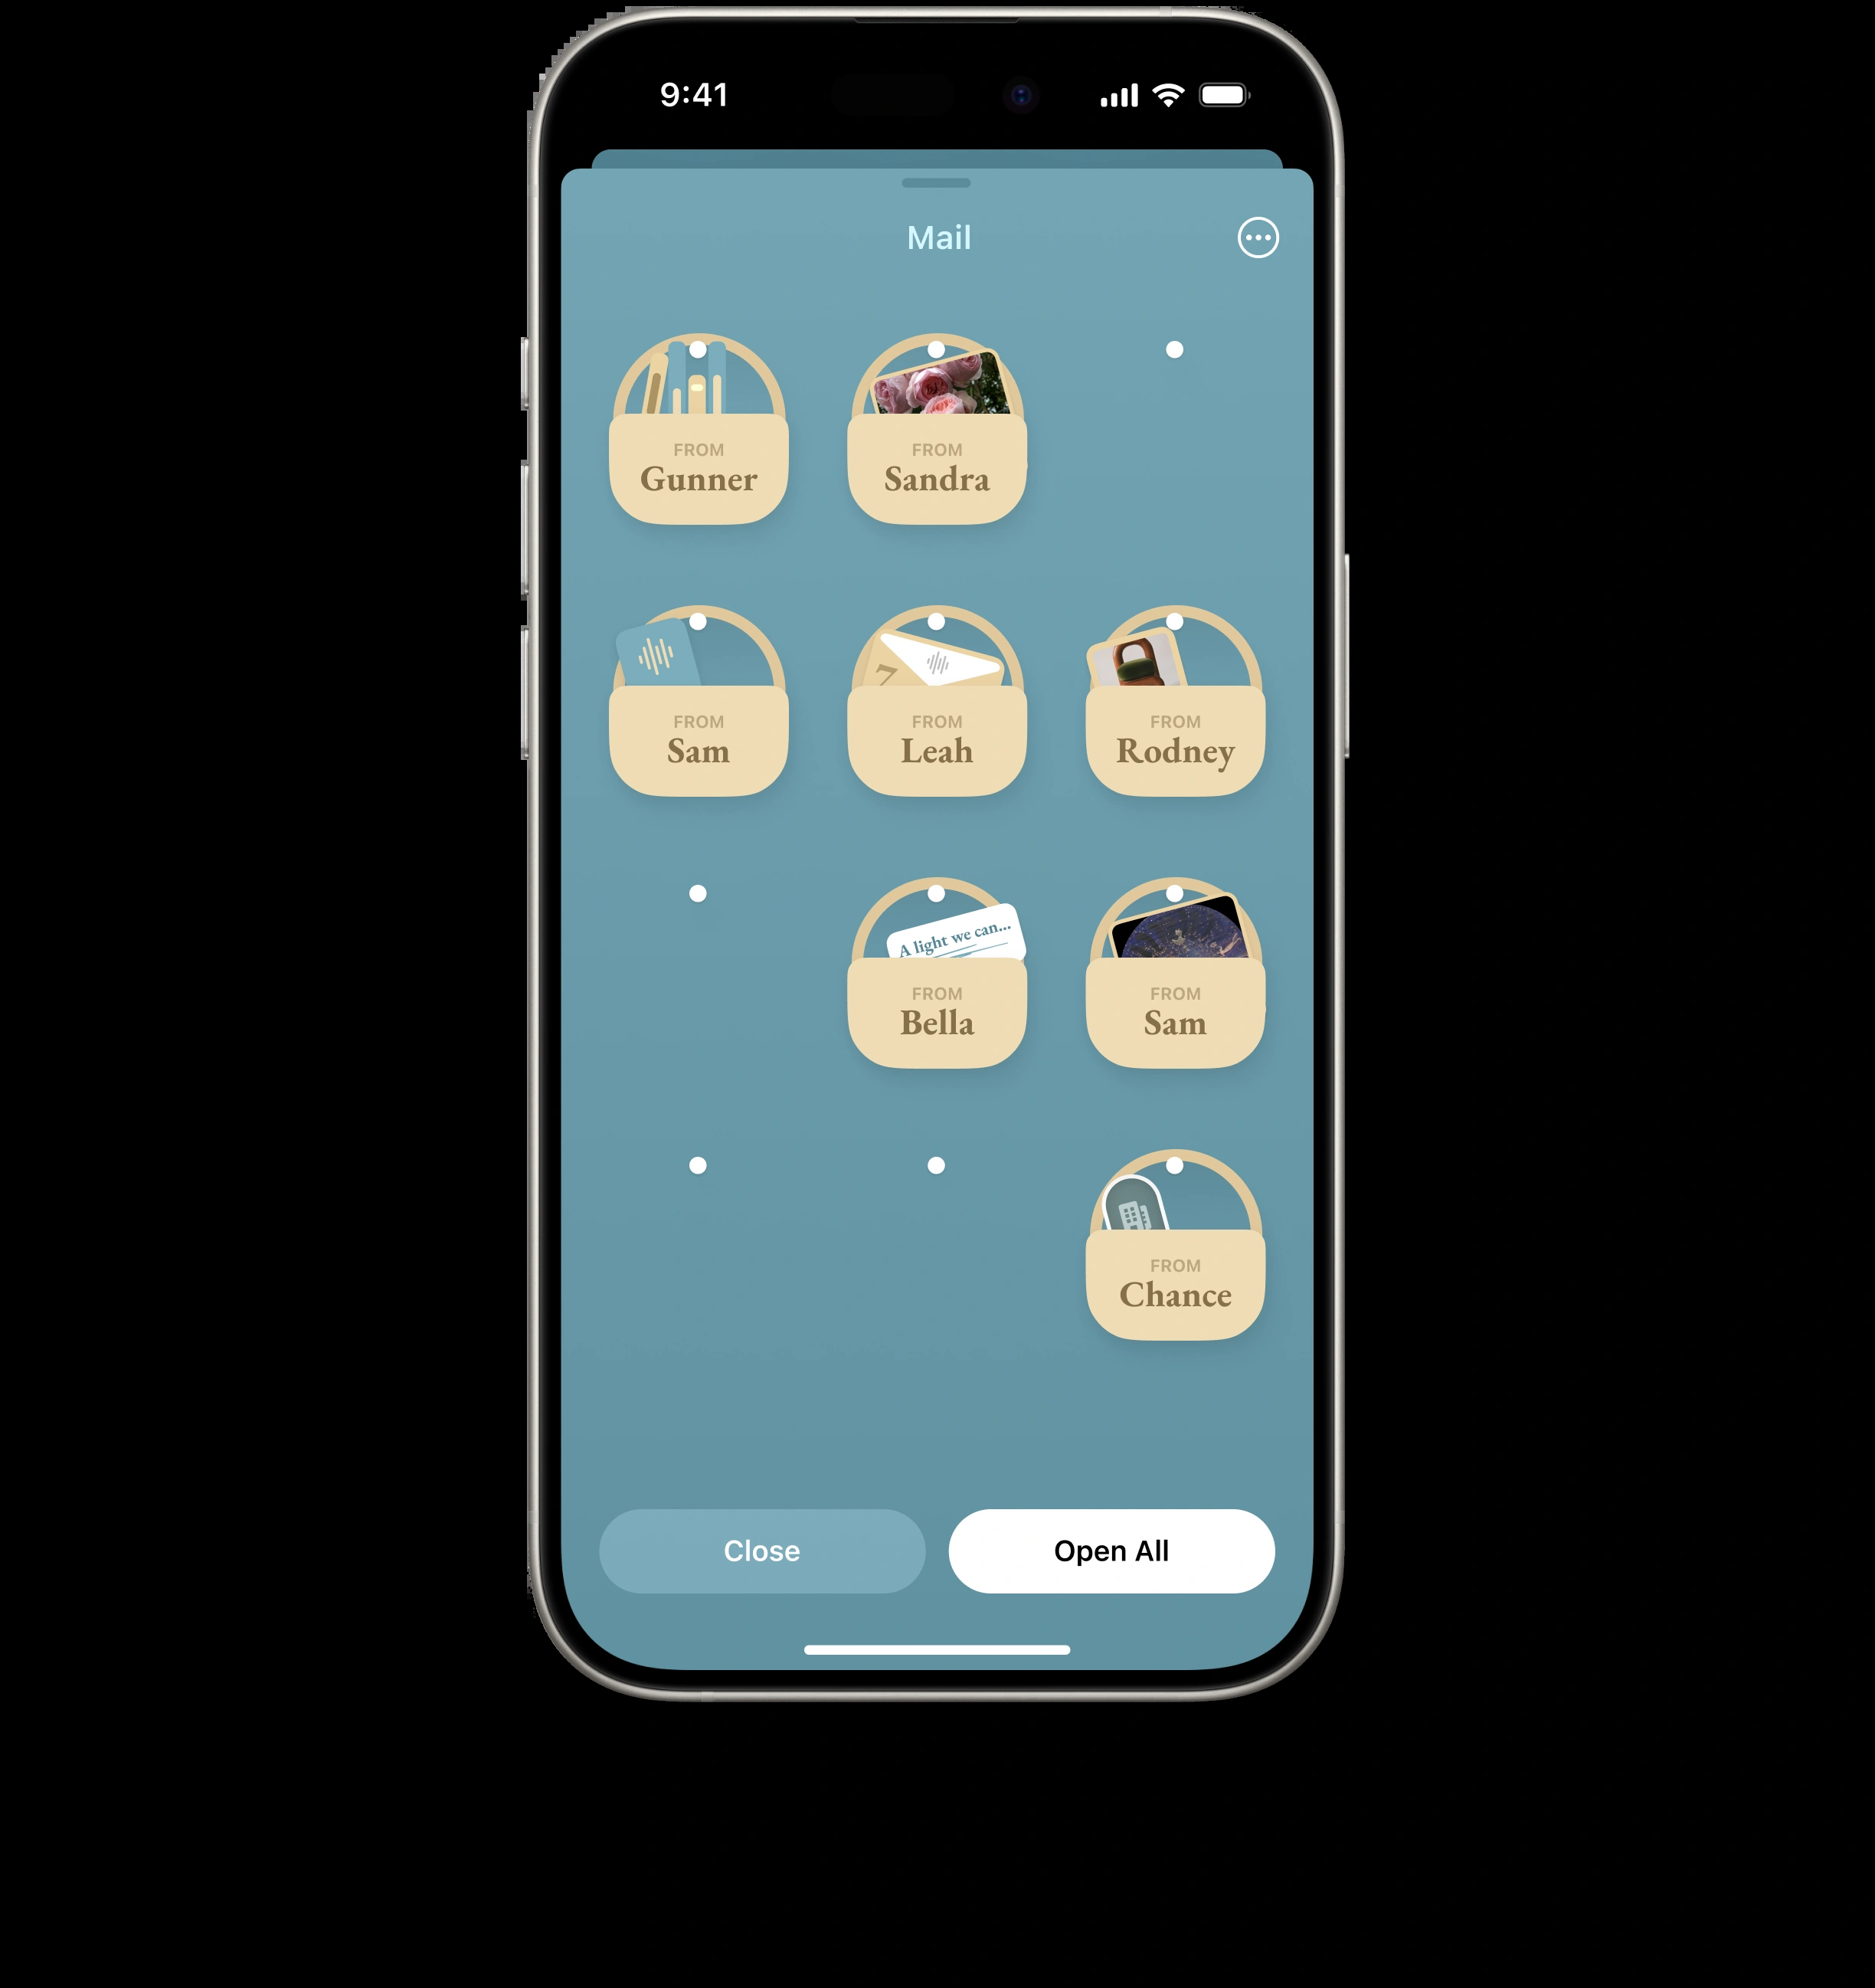 9:41
Mail
FROM
Gunner
FROM
Sandra
FROM
Sam
7
FROM
Leah
FROM
Rodney
A light we can...
FROM
Bella
FROM
Sam
FROM
Chance
Close
Open All